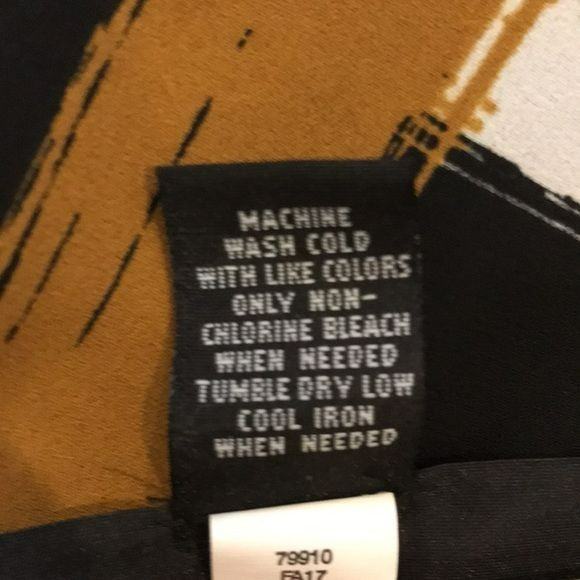 MACHINE
WASH COLD
WITH LIKE COLORS
ONLY NON-
CHLORINE BLEACH
WHEN NEEDED
TUMBLE DRY LOW
COOL IRON
WHEN NEEDED
79910
FA17